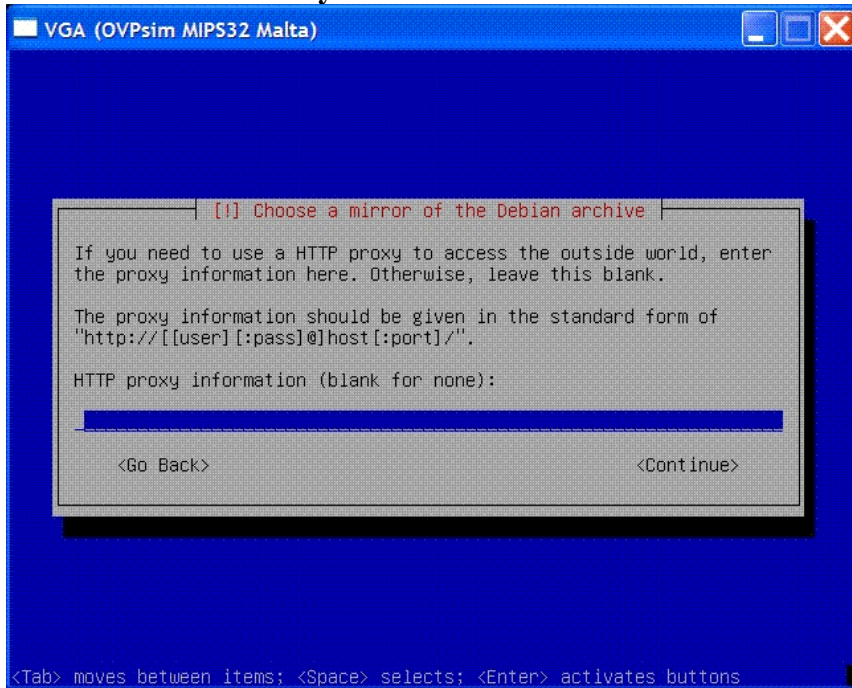 VGA (OVPsim MIPS32 Malta)
[!] Choose a mirror of the Debian archive
If you need to use a HTTP proxy to access the outside world, enter
the proxy information here. Otherwise, leave this blank.
The proxy information should be given in the standard form of
"http://[[user][:pass]@]host[:port]/".
HTTP proxy information (blank for none):
<Go Back> <Continue>
<Tab> moves between items; <Space> selects; <Enter> activates buttons